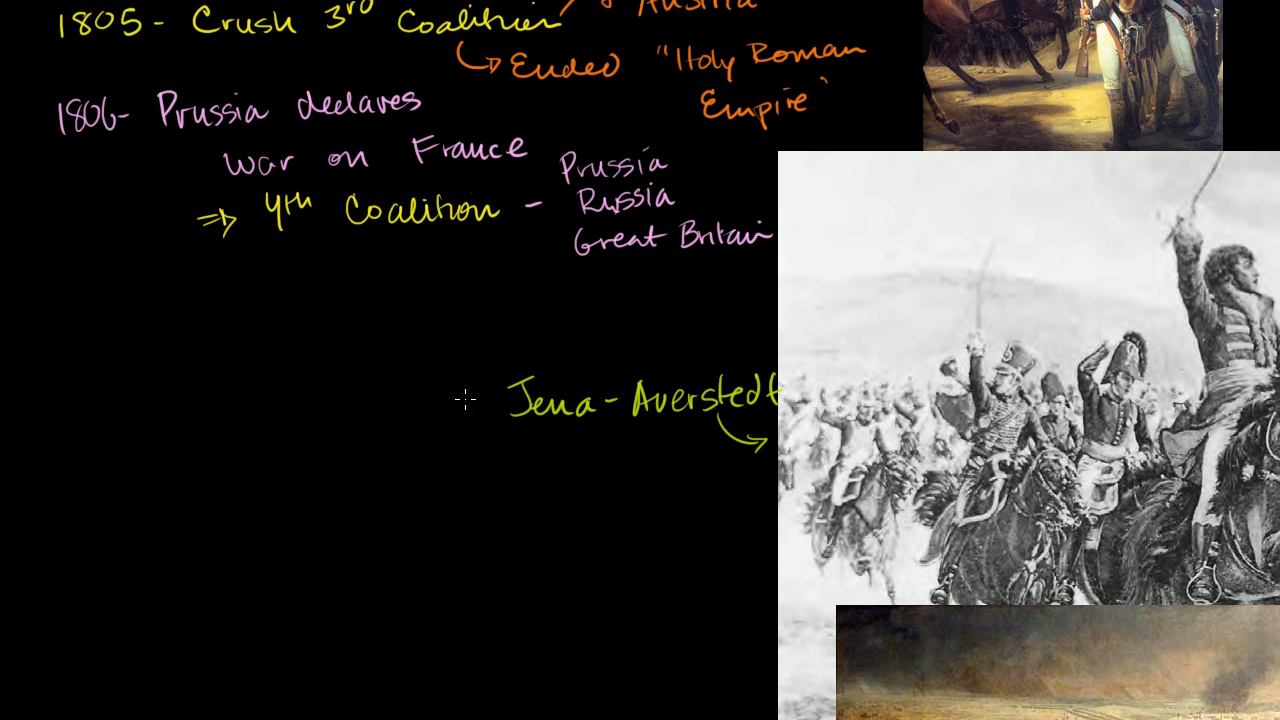 1805- Crush 3rd Coalition
Austria
Ended "Holy Roman
Empire"
1806- Prussia declares
war on France
⇒ 4th Coalition - Prussia
Russia
Great Britain
Jena-Auerstedt